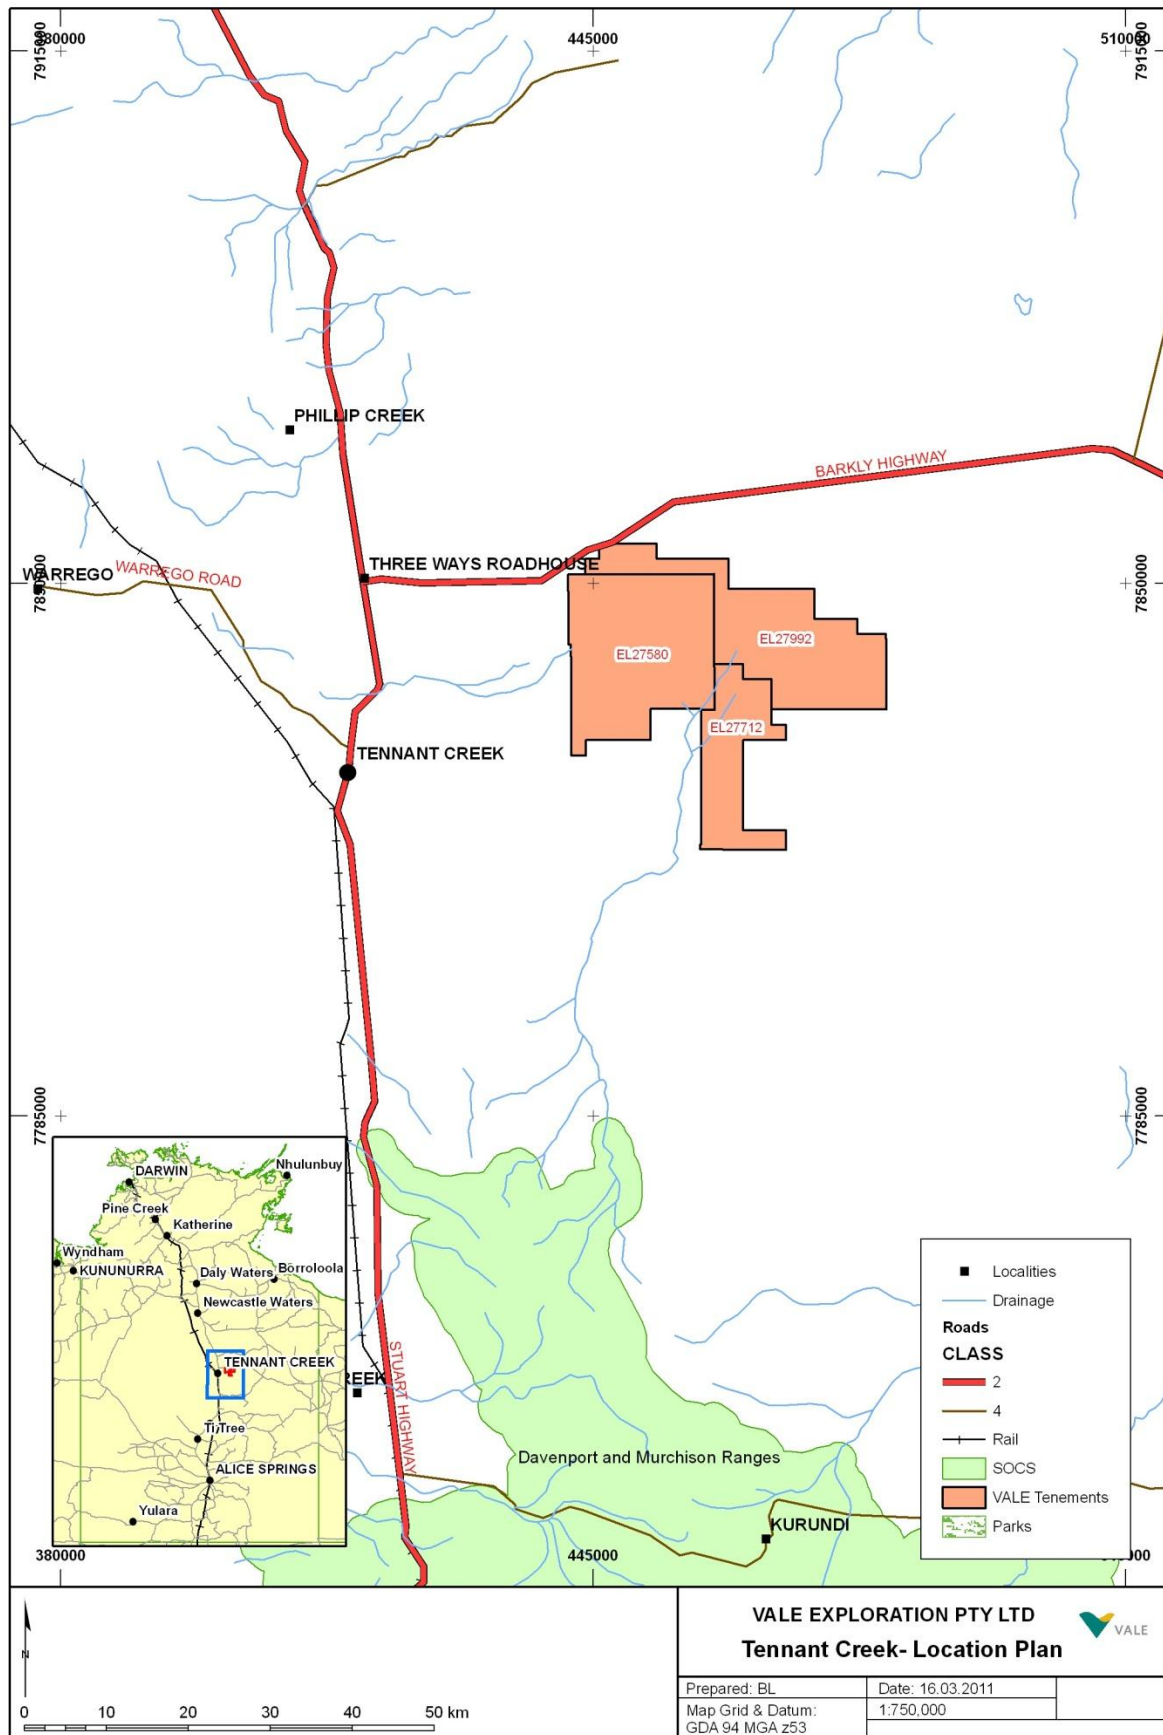 380000
445000
510000
7915000
7915000
PHILLIP CREEK
BARKLY HIGHWAY
THREE WAYS ROADHOUSE
WARREGO
WARREGO ROAD
7850000
7850000
EL27992
EL27580
EL27712
TENNANT CREEK
7785000
7785000
DARWIN
Nhulunbuy
Pine Creek
Katherine
Wyndham
KUNUNURRA
Daly Waters
Borroloola
Newcastle Waters
TENNANT CREEK
Ti Tree
ALICE SPRINGS
Yulara
REEK
STUART HIGHWAY
Davenport and Murchison Ranges
KURUNDI
Localities
Drainage
Roads
CLASS
2
4
Rail
SOCS
VALE Tenements
Parks
380000
445000
N
0 10 20 30 40 50 km
VALE EXPLORATION PTY LTD
VALE
Tennant Creek- Location Plan
Prepared: BL
Date: 16.03.2011
Map Grid & Datum:
GDA 94 MGA z53
1:750,000